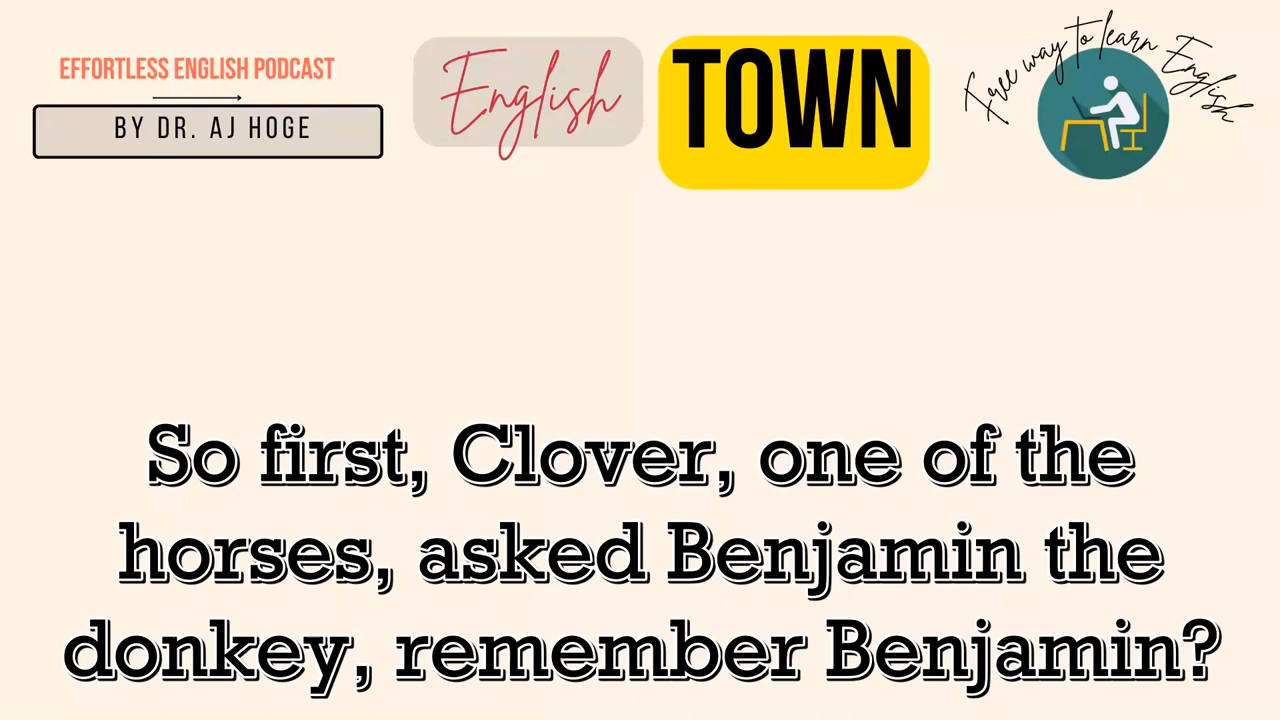 EFFORTLESS ENGLISH PODCAST
BY DR. AJ HOGE
English
TOWN
Free way to learn English
So first, Clover, one of the
horses, asked Benjamin the
donkey, remember Benjamin?